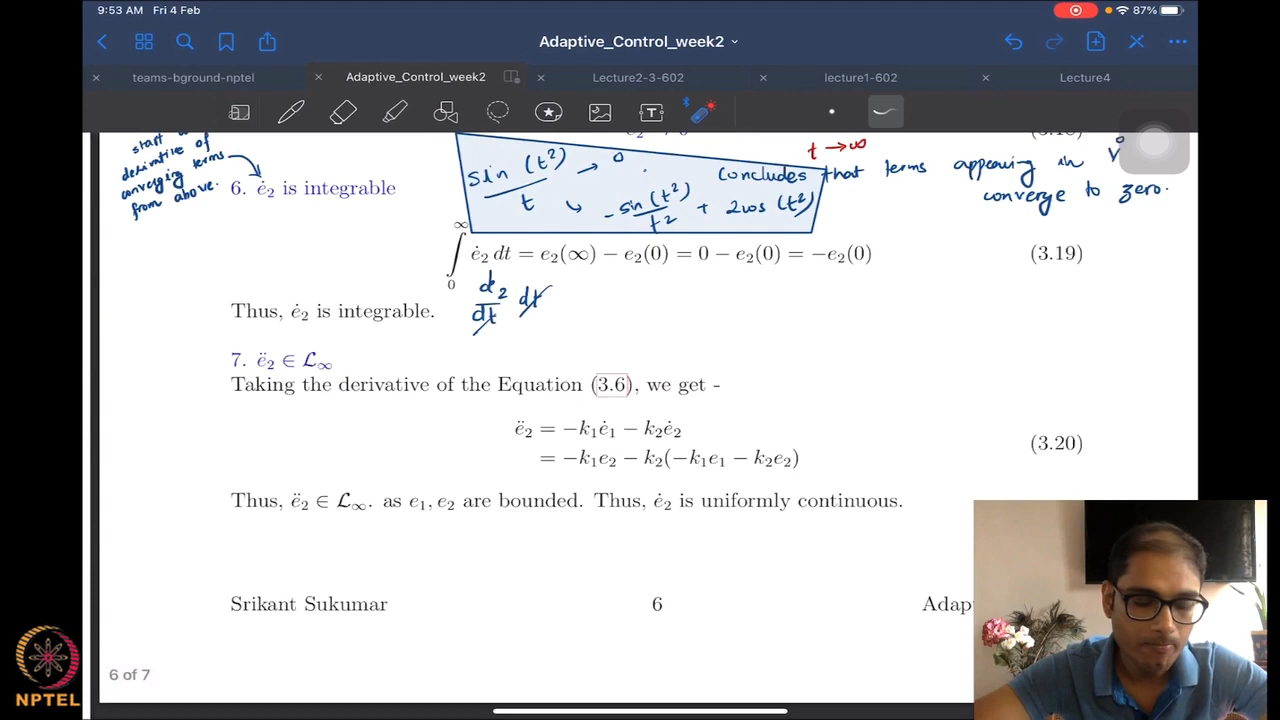 9:53 AM Fri 4 Feb
87%
Adaptive_Control_week2
teams-bground-nptel
Adaptive_Control_week2
Lecture2-3-602
lecture1-602
Lecture4
start
derivative of
converging terms
from above.
t → ∞
concludes that terms appearing in V̇
converge to zero.
sin (t²) / t → 0
↳ -sin(t²) / t² + 2cos (t²)
6. ė₂ is integrable
∫₀^∞ ė₂ dt = e₂(∞) − e₂(0) = 0 − e₂(0) = −e₂(0) (3.19)
d₂/dt dt
Thus, ė₂ is integrable.
7. ë₂ ∈ 𝓛∞
Taking the derivative of the Equation (3.6), we get -
ë₂ = −k₁ė₁ − k₂ė₂
= −k₁e₂ − k₂(−k₁e₁ − k₂e₂) (3.20)
Thus, ë₂ ∈ 𝓛∞. as e₁, e₂ are bounded. Thus, ė₂ is uniformly continuous.
Srikant Sukumar 6 Adap
6 of 7
NPTEL